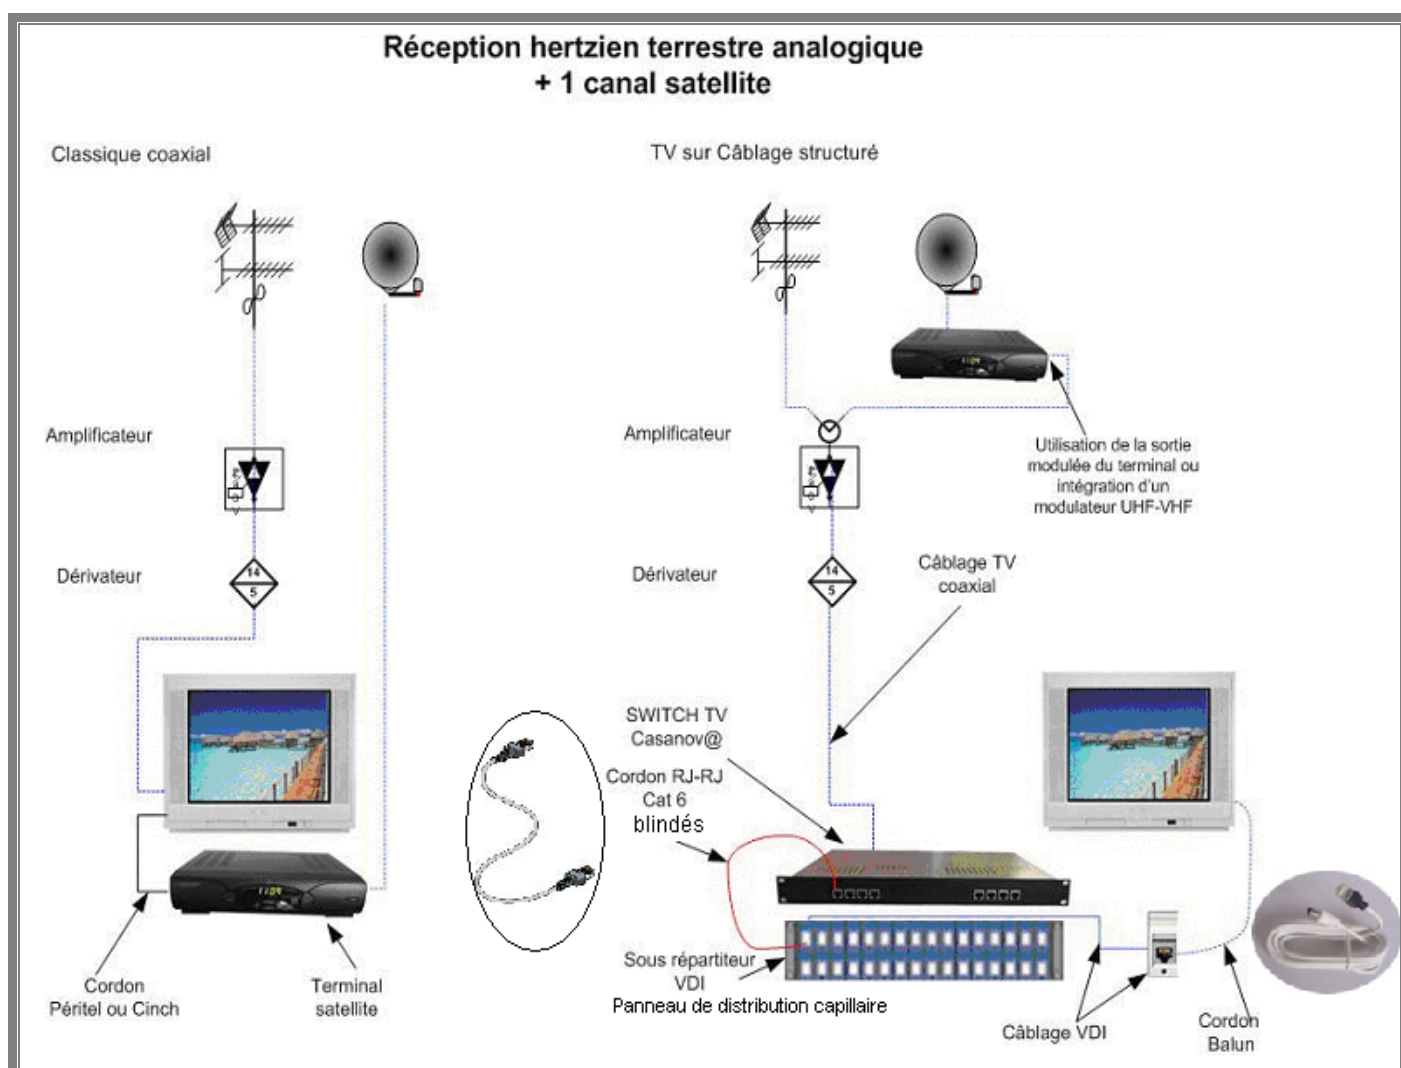 Réception hertzien terrestre analogique
+ 1 canal satellite
Classique coaxial
TV sur Câblage structuré
Amplificateur
A
Dérivateur
14
5
1109
Cordon
Péritel ou Cinch
Terminal
satellite
1109
Utilisation de la sortie
modulée du terminal ou
intégration d'un
modulateur UHF-VHF
Amplificateur
Dérivateur
14
5
Câblage TV
coaxial
SWITCH TV
Casanov@
Cordon RJ-RJ
Cat 6
blindés
Sous répartiteur
VDI
Panneau de distribution capillaire
Câblage VDI
Cordon
Balun